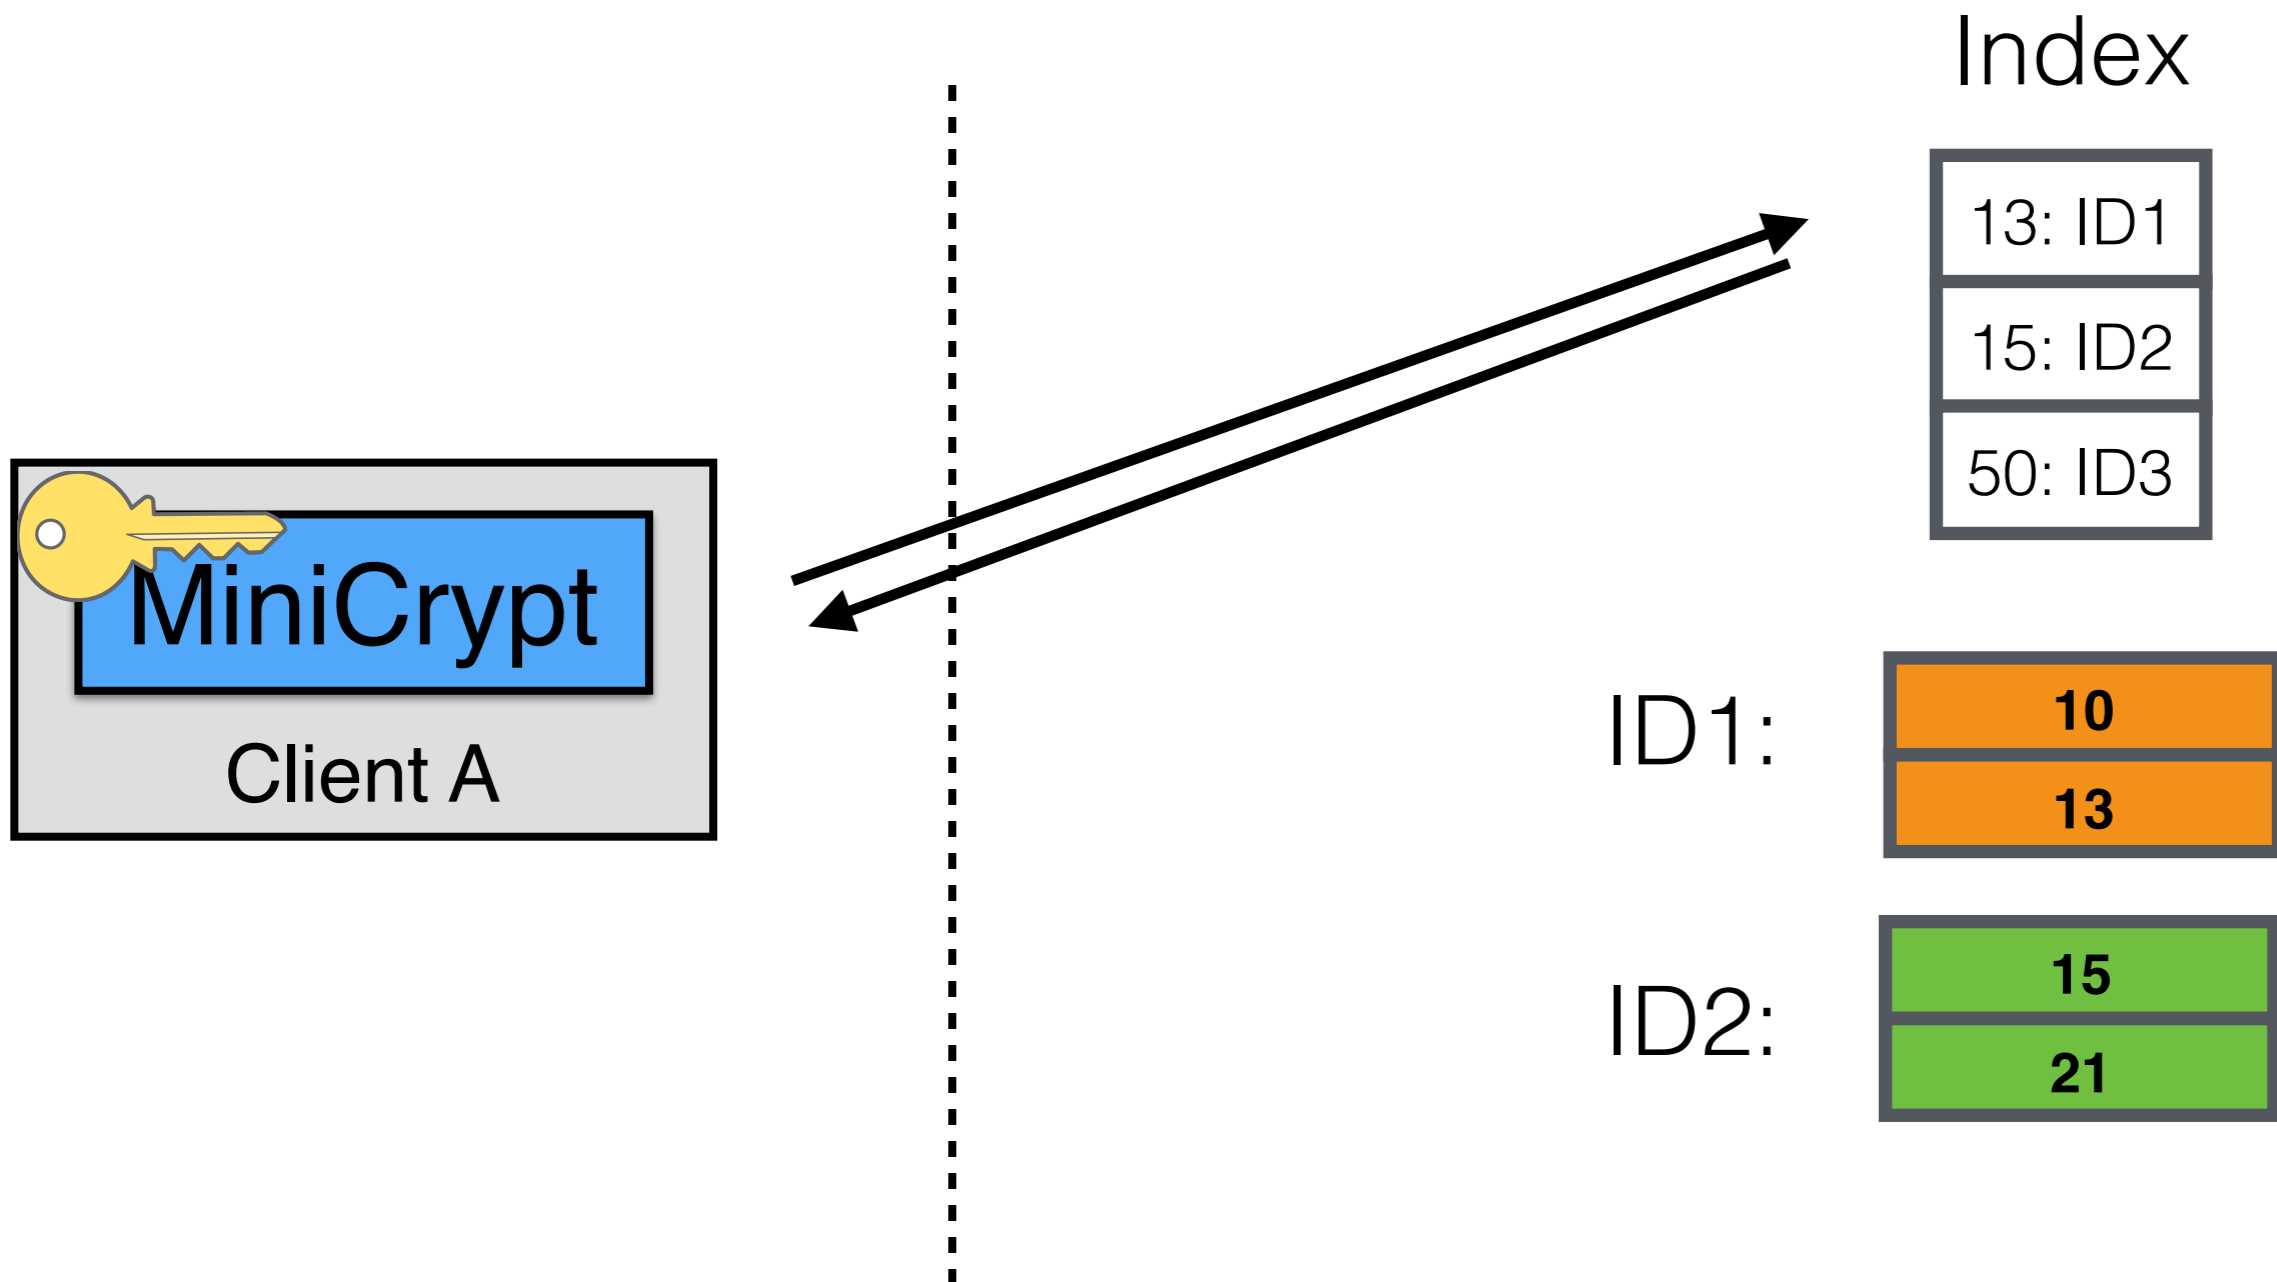 Index
13: ID1
15: ID2
50: ID3
MiniCrypt
Client A
ID1:
10
13
ID2:
15
21